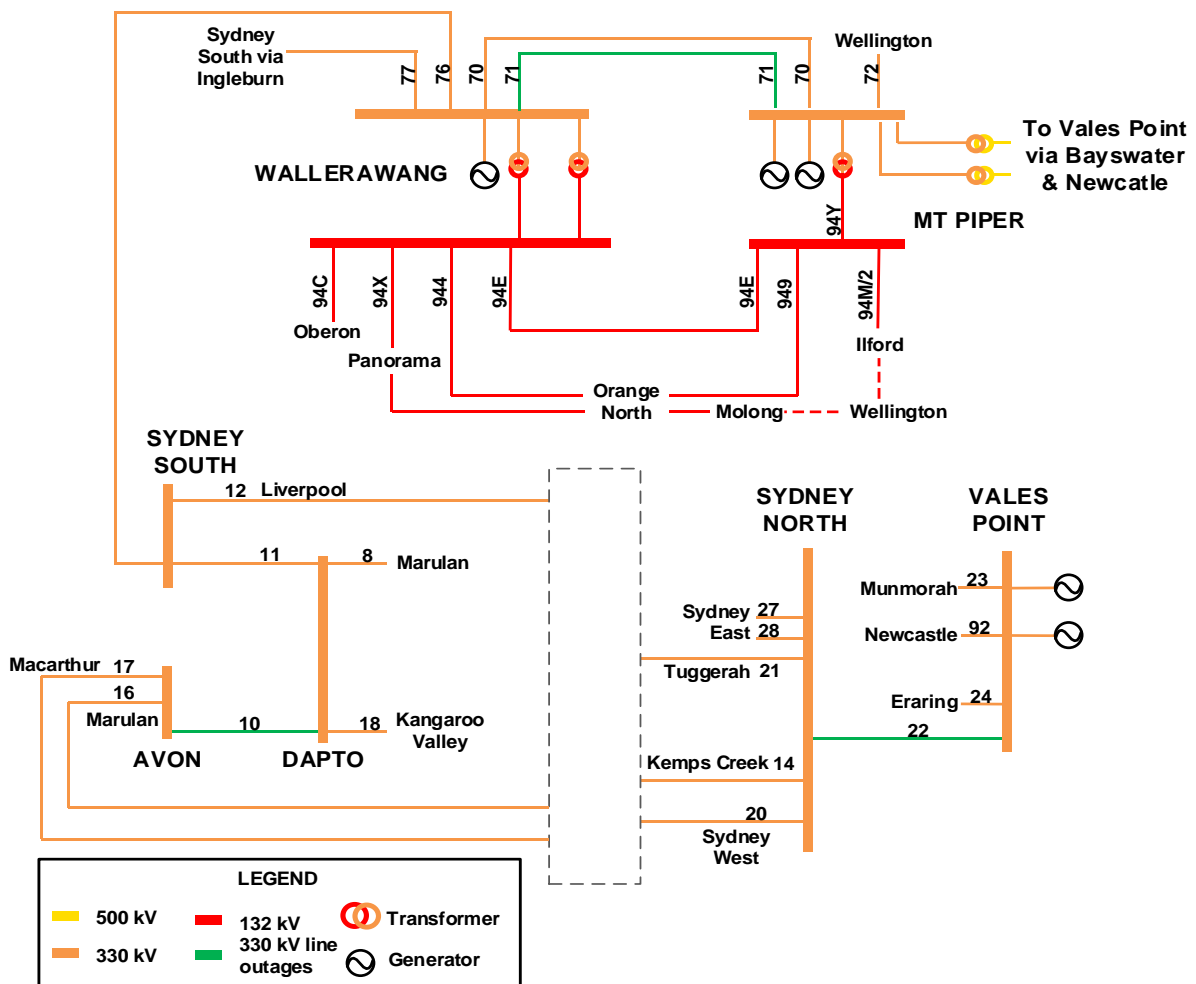 Sydney
South via
Ingleburn
77
76
70
71
71
70
72
Wellington
WALLERAWANG
To Vales Point
via Bayswater
& Newcatle
MT PIPER
94Y
94C
94X
944
94E
94E
949
94M/2
Oberon
Panorama
Ilford
Orange
North
Molong
Wellington
SYDNEY
SOUTH
12
Liverpool
11
8
Marulan
Macarthur
17
16
Marulan
10
18
Kangaroo
Valley
AVON
DAPTO
SYDNEY
NORTH
VALES
POINT
Sydney
East
27
28
Tuggerah
21
Munmorah
23
Newcastle
92
Eraring
24
22
Kemps Creek
14
20
Sydney
West
LEGEND
500 kV
132 kV
Transformer
330 kV
330 kV line
outages
Generator